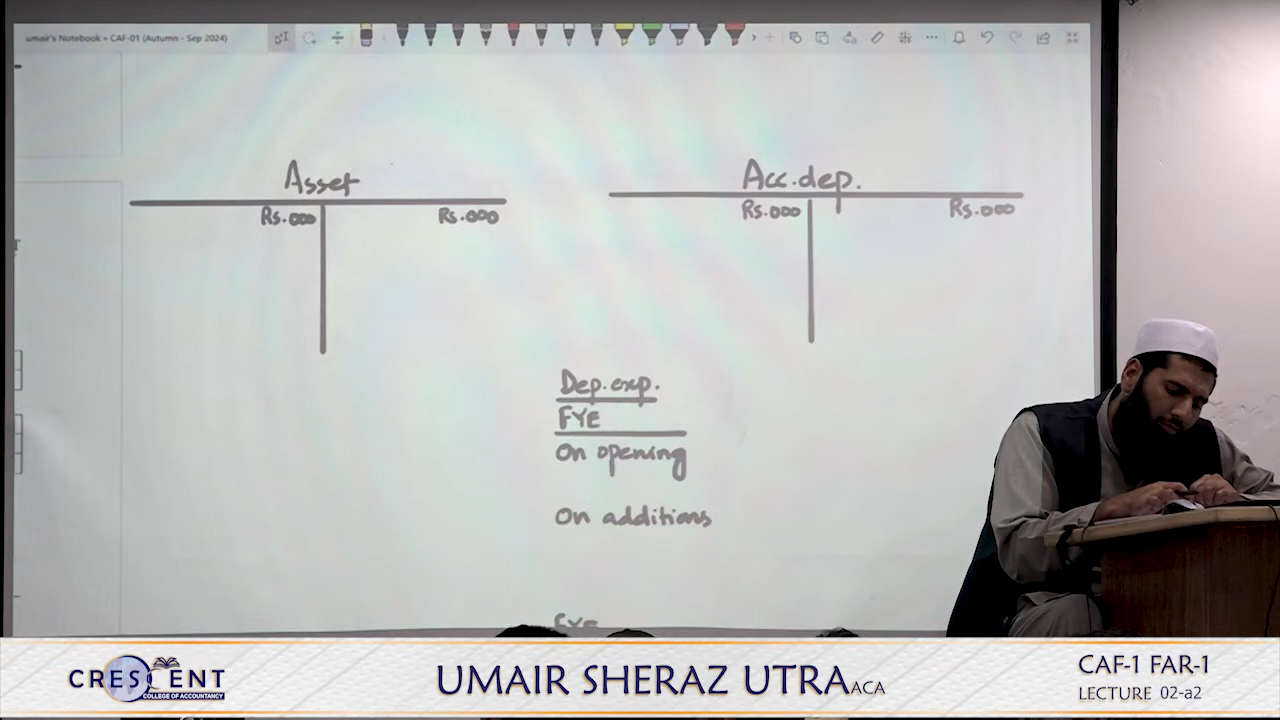 umair's Notebook » CAF-01 (Autumn - Sep 2024)
Asset
Acc.dep.
Rs.000
Rs.000
Rs.000
Rs.000
Dep.exp.
FYE
On opening
On additions
FYE
CRESCENT
COLLEGE OF ACCOUNTANCY
UMAIR SHERAZ UTRA ACA
CAF-1 FAR-1
LECTURE 02-a2